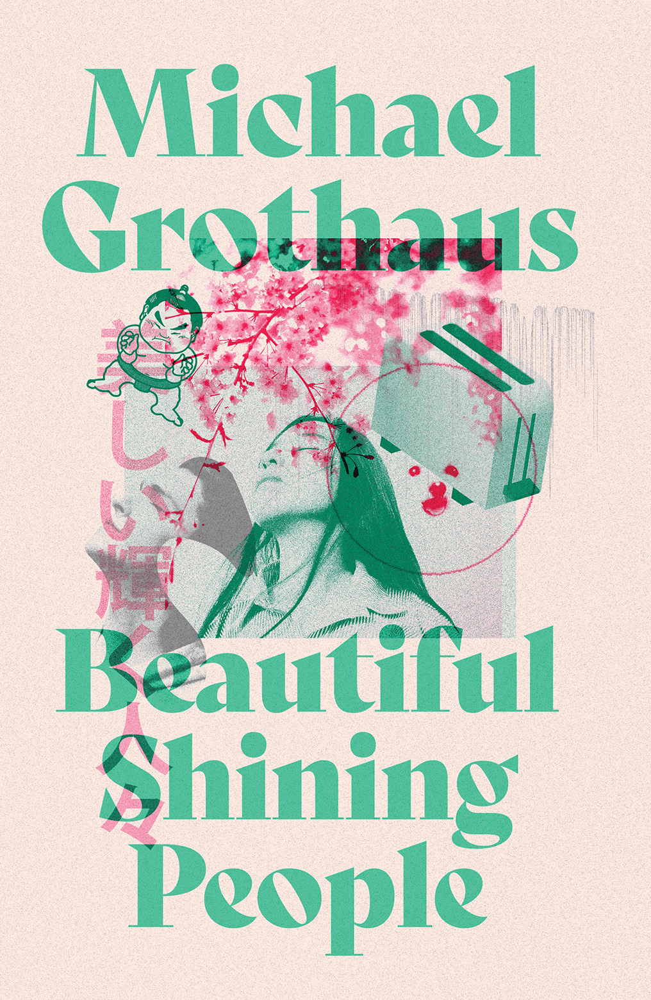 Michael
Grothaus
美しい輝く人々
Beautiful
Shining
People